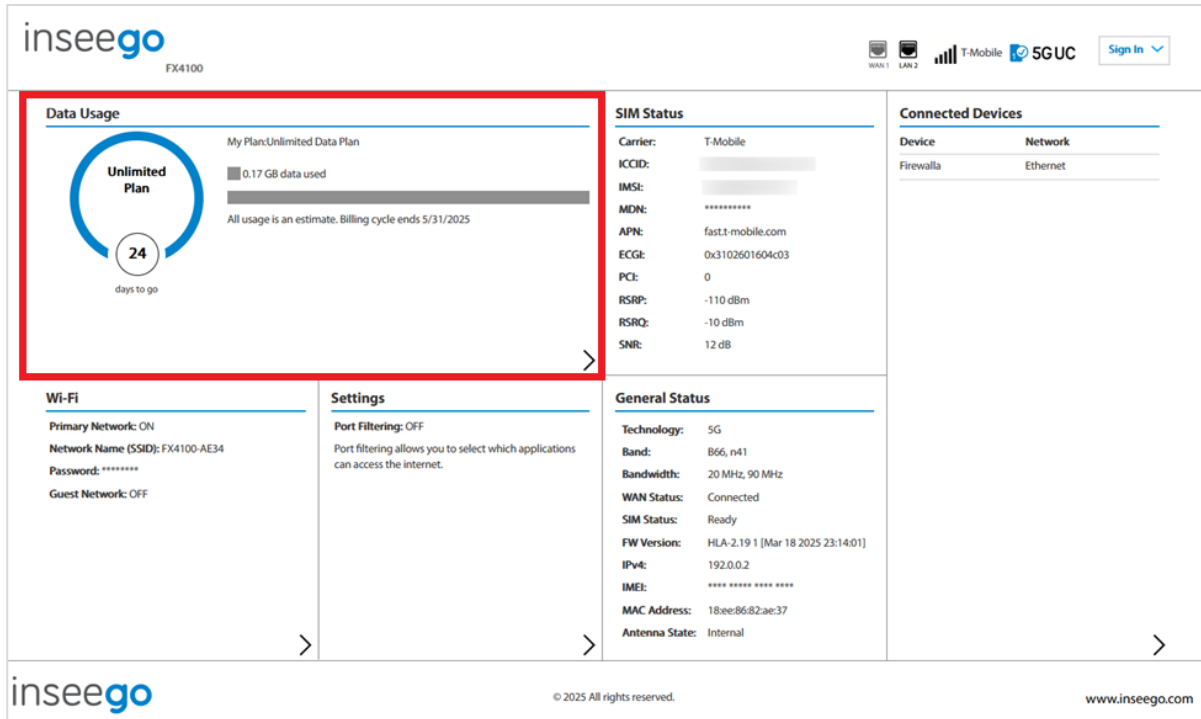 inseego
FX4100
WAN 1
LAN 2
T-Mobile
5G UC
Sign In
Data Usage
Unlimited
Plan
24
days to go
My Plan:Unlimited Data Plan
0.17 GB data used
All usage is an estimate. Billing cycle ends 5/31/2025
SIM Status
Carrier: T-Mobile
ICCID:
IMSI:
MDN: **********
APN: fast.t-mobile.com
ECGI: 0x3102601604c03
PCI: 0
RSRP: -110 dBm
RSRQ: -10 dBm
SNR: 12 dB
Connected Devices
Device Network
Firewalla Ethernet
Wi-Fi
Primary Network: ON
Network Name (SSID): FX4100-AE34
Password: ********
Guest Network: OFF
Settings
Port Filtering: OFF
Port filtering allows you to select which applications
can access the internet.
General Status
Technology: 5G
Band: B66, n41
Bandwidth: 20 MHz, 90 MHz
WAN Status: Connected
SIM Status: Ready
FW Version: HLA-2.19 1 [Mar 18 2025 23:14:01]
IPv4: 192.0.0.2
IMEI: **** ***** **** ****
MAC Address: 18:ee:86:82:ae:37
Antenna State: Internal
inseego
© 2025 All rights reserved.
www.inseego.com